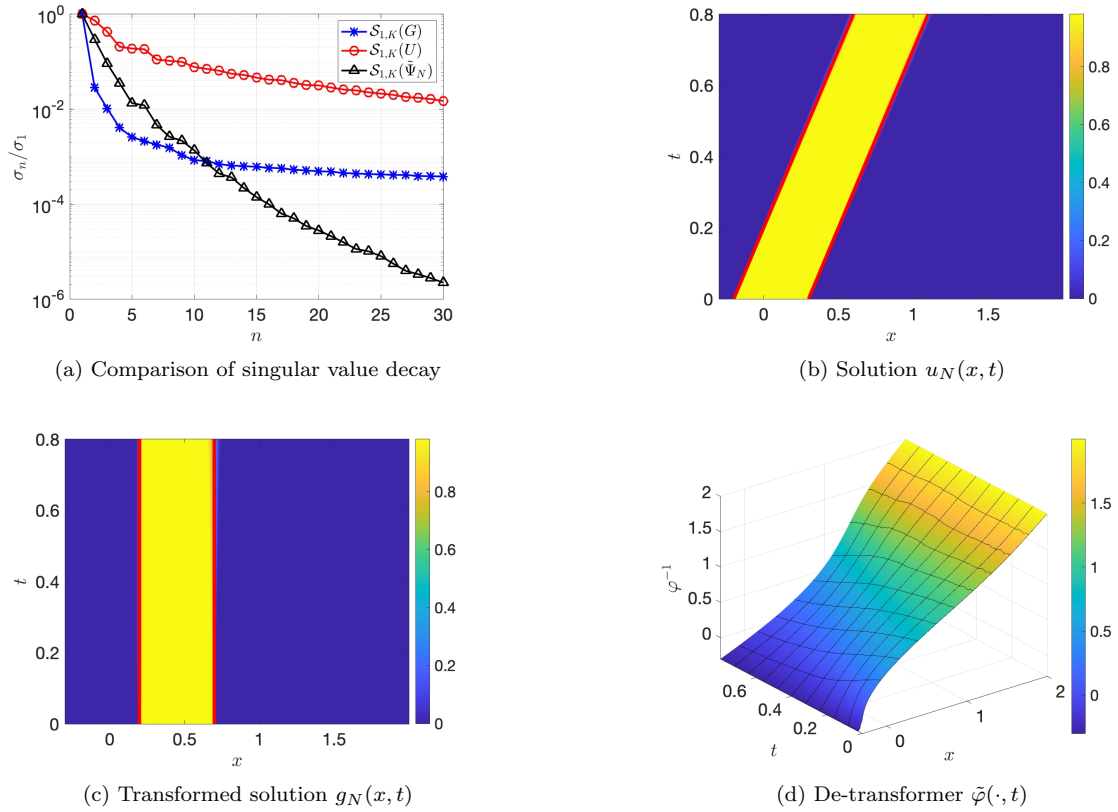 10^0
10^{-2}
10^{-4}
10^{-6}
σ_n/σ_1
0 5 10 15 20 25 30
n
S_{1,K}(G)
S_{1,K}(U)
S_{1,K}(Ψ̃_N)
(a) Comparison of singular value decay
0.8
0.6
0.4
0.2
0
t
0 0.5 1 1.5
x
0.8
0.6
0.4
0.2
0
(b) Solution u_N(x, t)
0.8
0.6
0.4
0.2
0
t
0 0.5 1 1.5
x
0.8
0.6
0.4
0.2
0
(c) Transformed solution g_N(x, t)
2
1.5
1
0.5
0
φ^{-1}
0.6 0.4 0.2 0
t
0 1 2
x
1.5
1
0.5
0
(d) De-transformer φ̃(·, t)